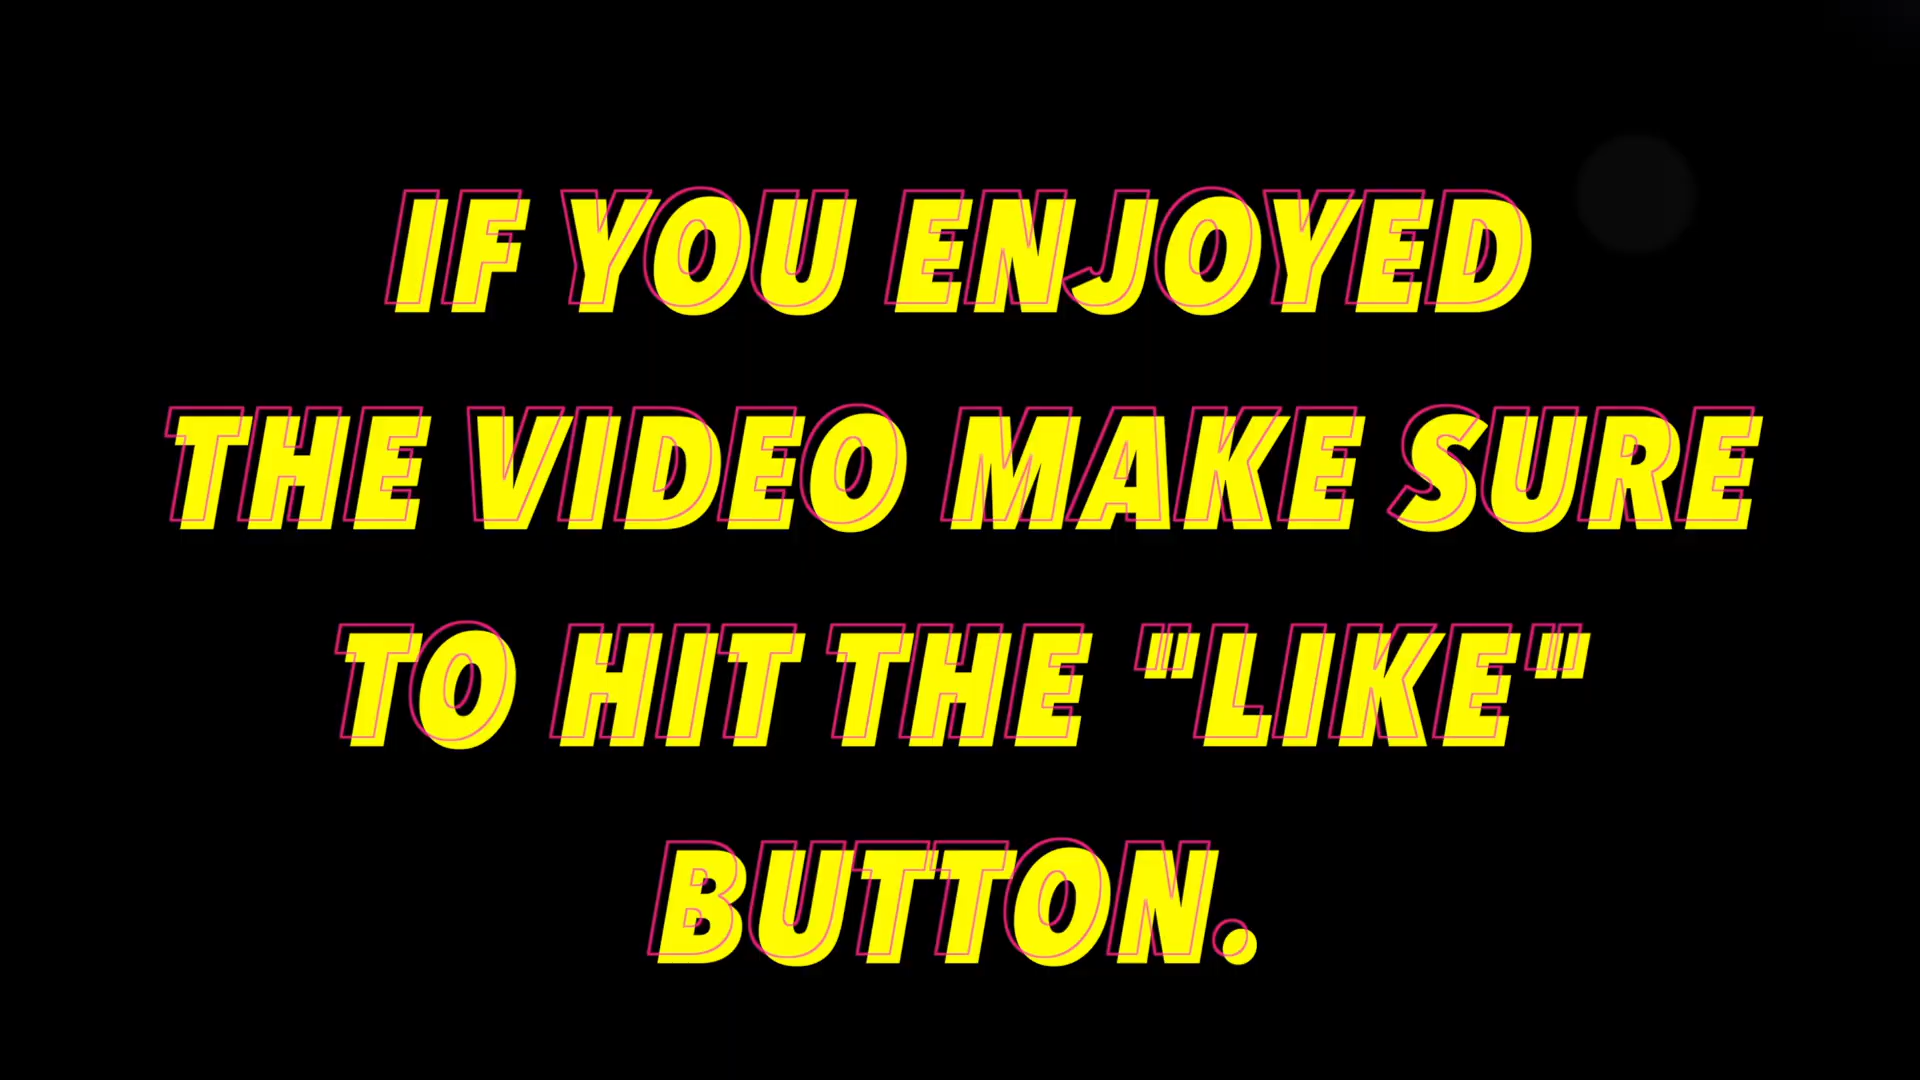 IF YOU ENJOYED
THE VIDEO MAKE SURE
TO HIT THE "LIKE"
BUTTON.